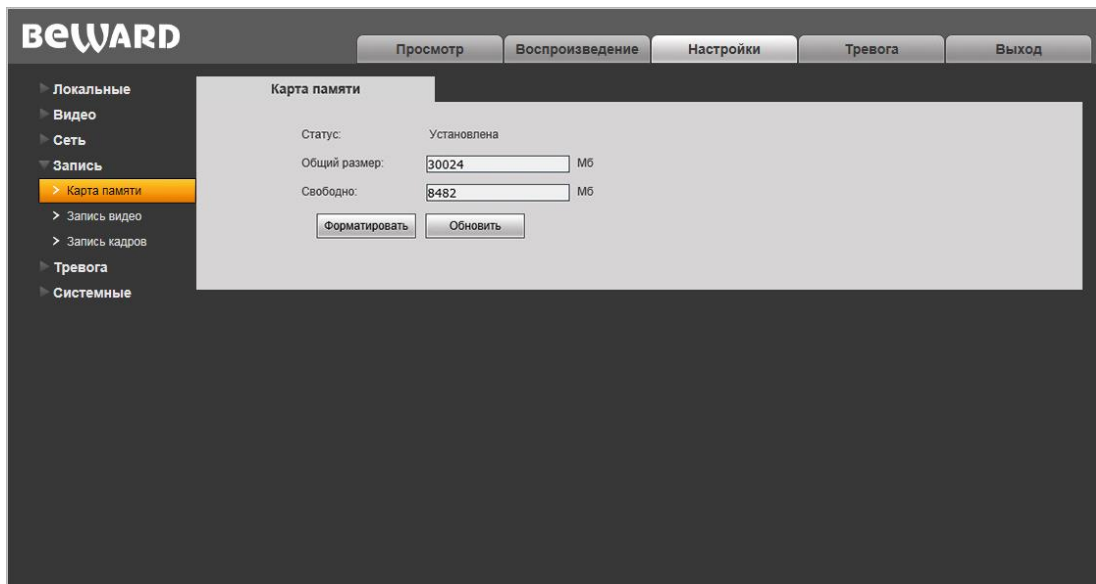 BEWARD
Просмотр Воспроизведение Настройки Тревога Выход
Локальные
Видео
Сеть
Запись
> Карта памяти
> Запись видео
> Запись кадров
Тревога
Системные
Карта памяти
Статус: Установлена
Общий размер: 30024 Мб
Свободно: 8482 Мб
Форматировать Обновить